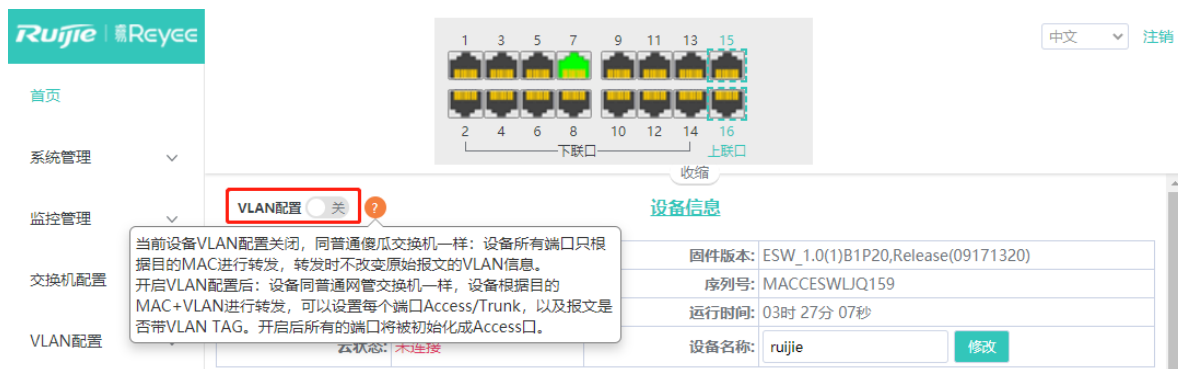 Ruijie | 睿易Reyee
1 3 5 7 9 11 13 15
中文
注销
首页
2 4 6 8 10 12 14 16
下联口 上联口
系统管理
收缩
VLAN配置 关 ?
设备信息
监控管理
当前设备VLAN配置关闭，同普通傻瓜交换机一样：设备所有端口只根
据目的MAC进行转发，转发时不改变原始报文的VLAN信息。
开启VLAN配置后：设备同普通网管交换机一样，设备根据目的
MAC+VLAN进行转发，可以设置每个端口Access/Trunk，以及报文是
否带VLAN TAG。开启后所有的端口将被初始化成Access口。
固件版本: ESW_1.0(1)B1P20,Release(09171320)
交换机配置
序列号: MACCESWLJQ159
运行时间: 03时 27分 07秒
VLAN配置
云状态: 未连接
设备名称: ruijie 修改